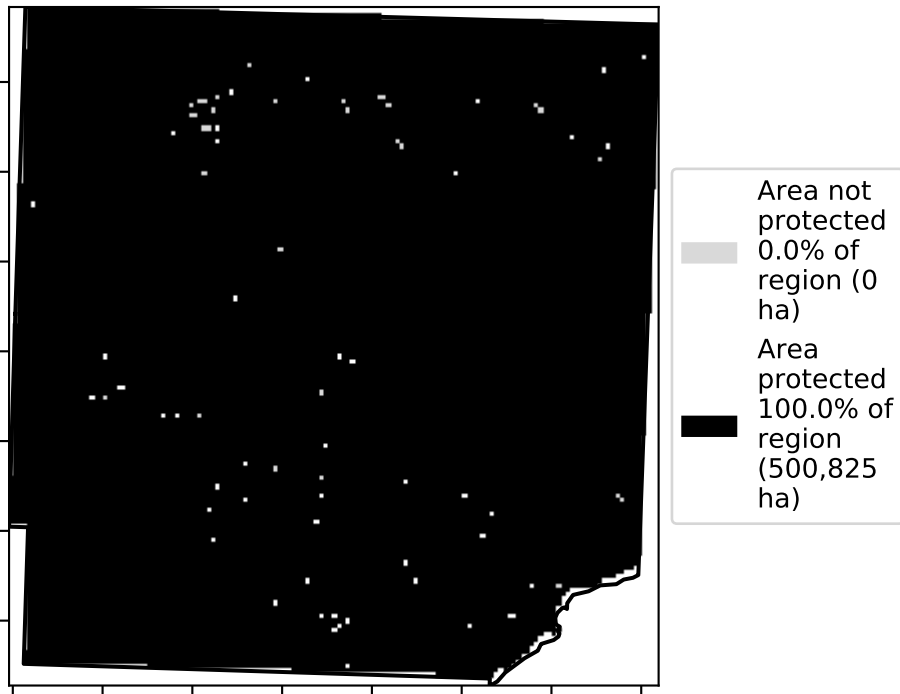 Area not
protected
0.0% of
region (0
ha)
Area
protected
100.0% of
region
(500,825
ha)